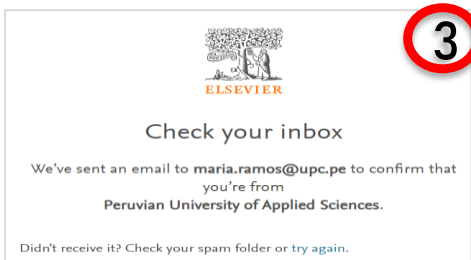 3
ELSEVIER
Check your inbox
We've sent an email to maria.ramos@upc.pe to confirm that
you're from
Peruvian University of Applied Sciences.
Didn't receive it? Check your spam folder or try again.